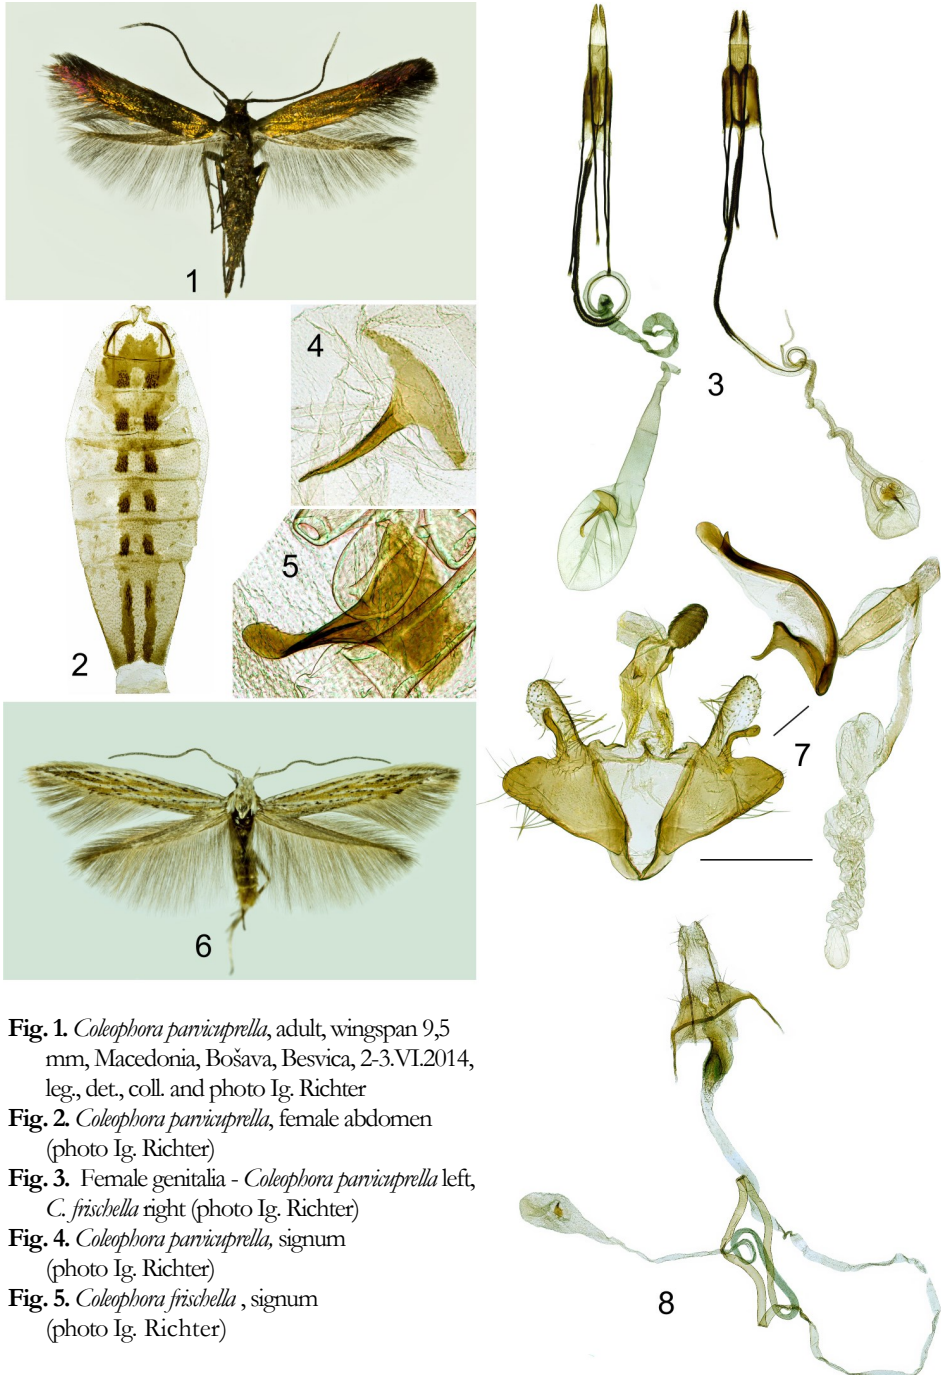 1
2
3
4
5
6
7
8
Fig. 1. Coleophora parvicuprella, adult, wingspan 9,5
mm, Macedonia, Bošava, Besvica, 2-3.VI.2014,
leg., det., coll. and photo Ig. Richter
Fig. 2. Coleophora parvicuprella, female abdomen
(photo Ig. Richter)
Fig. 3. Female genitalia - Coleophora parvicuprella left,
C. frischella right (photo Ig. Richter)
Fig. 4. Coleophora parvicuprella, signum
(photo Ig. Richter)
Fig. 5. Coleophora frischella , signum
(photo Ig. Richter)